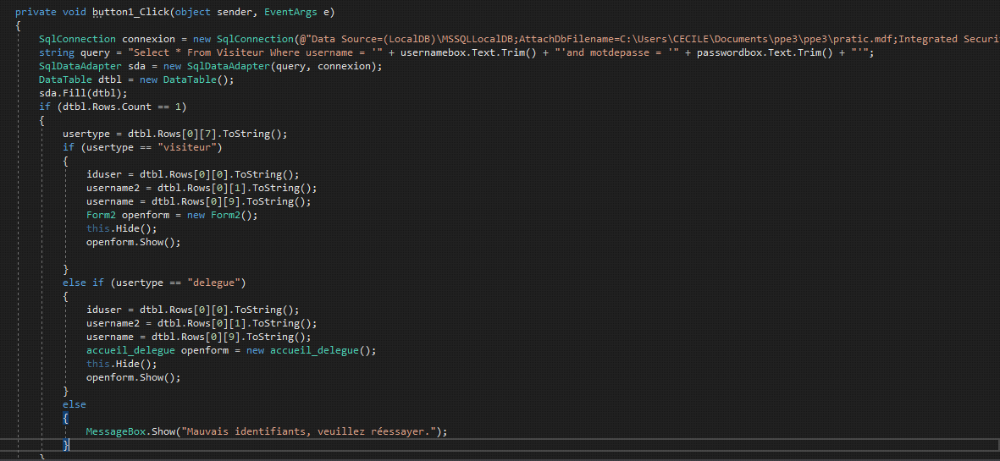 private void button1_Click(object sender, EventArgs e)
{
SqlConnection connexion = new SqlConnection(@"Data Source=(LocalDB)\MSSQLLocalDB;AttachDbFilename=C:\Users\CECILE\Documents\ppe3\ppe3\pratic.mdf;Integrated Securi
string query = "Select * From Visiteur Where username = '" + usernamebox.Text.Trim() + "'and motdepasse = '" + passwordbox.Text.Trim() + "'";
SqlDataAdapter sda = new SqlDataAdapter(query, connexion);
DataTable dtbl = new DataTable();
sda.Fill(dtbl);
if (dtbl.Rows.Count == 1)
{
usertype = dtbl.Rows[0][7].ToString();
if (usertype == "visiteur")
{
iduser = dtbl.Rows[0][0].ToString();
username2 = dtbl.Rows[0][1].ToString();
username = dtbl.Rows[0][9].ToString();
Form2 openform = new Form2();
this.Hide();
openform.Show();
}
else if (usertype == "delegue")
{
iduser = dtbl.Rows[0][0].ToString();
username2 = dtbl.Rows[0][1].ToString();
username = dtbl.Rows[0][9].ToString();
accueil_delegue openform = new accueil_delegue();
this.Hide();
openform.Show();
}
else
{
MessageBox.Show("Mauvais identifiants, veuillez réessayer.");
}
}